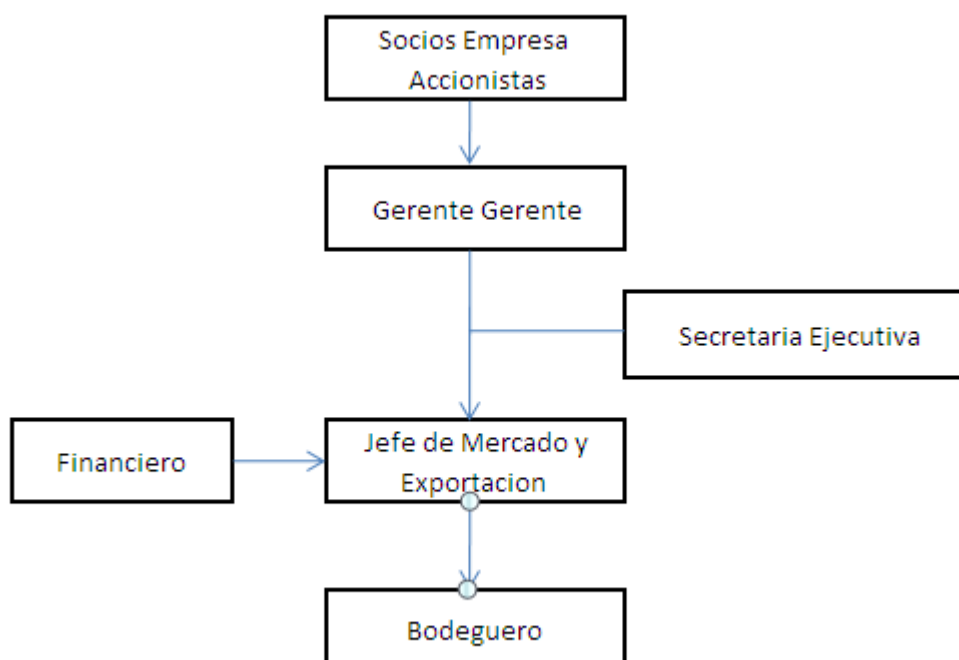 Socios Empresa
Accionistas
Gerente Gerente
Secretaria Ejecutiva
Financiero
Jefe de Mercado y
Exportacion
Bodeguero